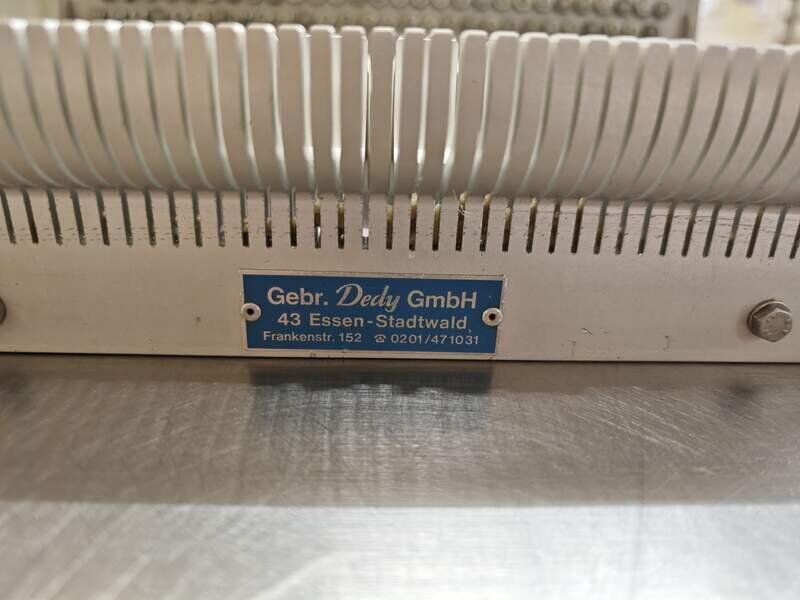 Gebr. Dedy GmbH
43 Essen-Stadtwald
Frankenstr. 152 ☎ 0201/471031